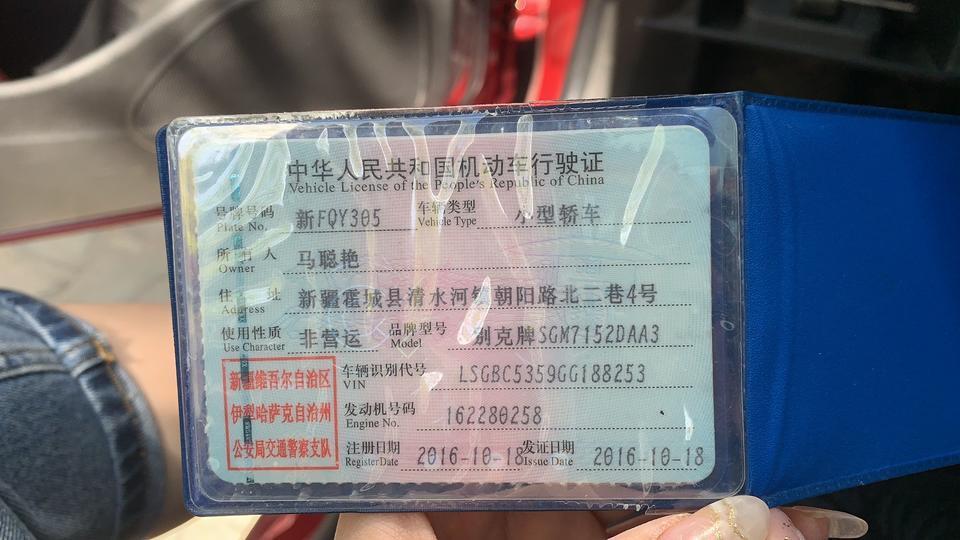 中华人民共和国机动车行驶证
Vehicle License of the People's Republic of China
号牌号码 新FQY305 车辆类型 小型轿车
Plate No. Vehicle Type
所有人 马聪艳
Owner
住址 新疆霍城县清水河镇朝阳路北二巷4号
Address
使用性质 非营运 品牌型号 别克牌SGM7152DAA3
Use Character Model
新疆维吾尔自治区
伊犁哈萨克自治州
公安局交通警察支队
车辆识别代号 LSGBC5359GG188253
VIN
发动机号码 162280258
Engine No.
注册日期 2016-10-18 发证日期 2016-10-18
Register Date Issue Date